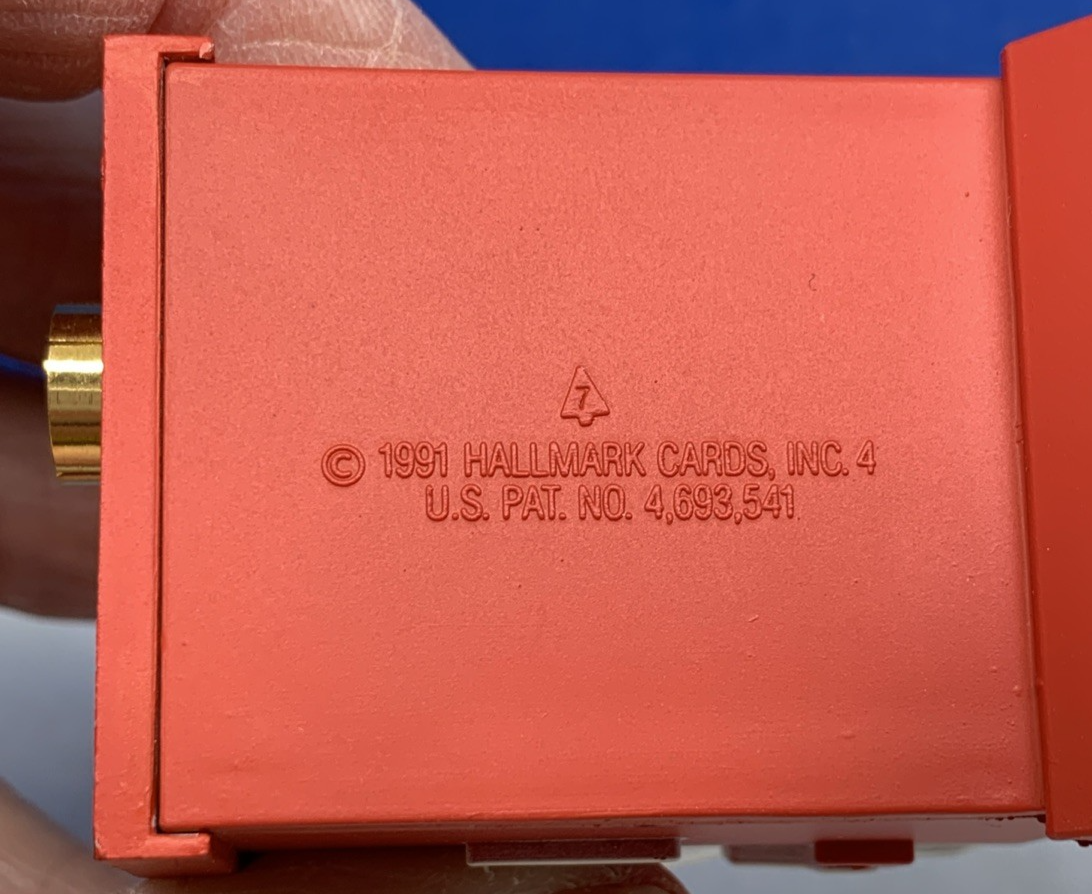 7
© 1991 HALLMARK CARDS, INC. 4
U.S. PAT. NO. 4,693,541